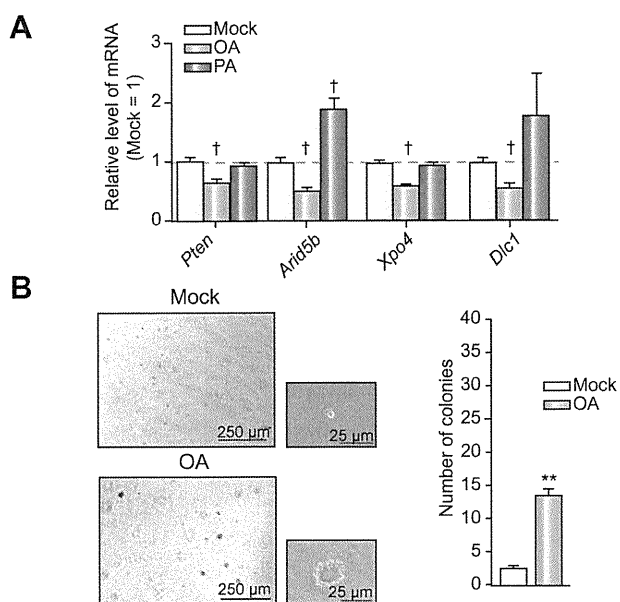 A
Relative level of mRNA
(Mock = 1)
3
2
1
0
Mock
OA
PA
†
†
†
†
†
Pten
Arid5b
Xpo4
Dlc1
B
Mock
250 µm
25 µm
OA
250 µm
25 µm
Number of colonies
40
35
30
25
20
15
10
5
0
Mock
OA
**